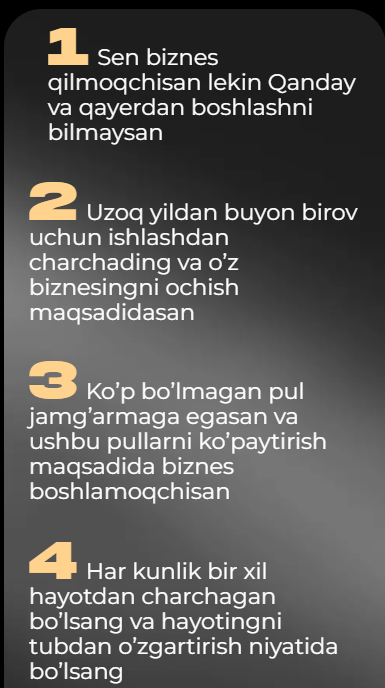 1 Sen biznes
qilmoqchisan lekin Qanday
va qayerdan boshlashni
bilmaysan
2 Uzoq yildan buyon birov
uchun ishlashdan
charchading va o’z
biznesingni ochish
maqsadidasan
3 Ko’p bo’lmagan pul
jamg’armaga egasan va
ushbu pullarni ko’paytirish
maqsadida biznes
boshlamoqchisan
4 Har kunlik bir xil
hayotdan charchagan
bo’lsang va hayotingni
tubdan o’zgartirish niyatida
bo’lsang